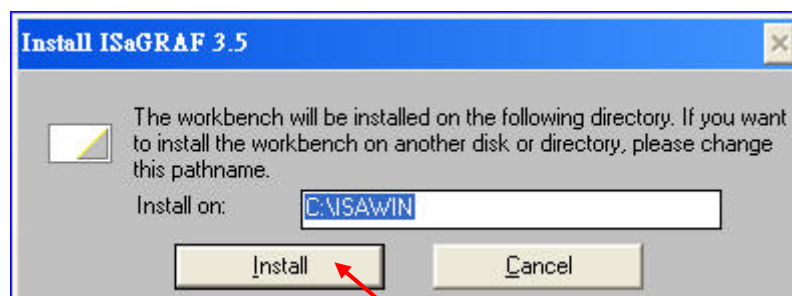 Install ISaGRAF 3.5
The workbench will be installed on the following directory. If you want
to install the workbench on another disk or directory, please change
this pathname.
Install on: C:\ISAWIN
Install Cancel